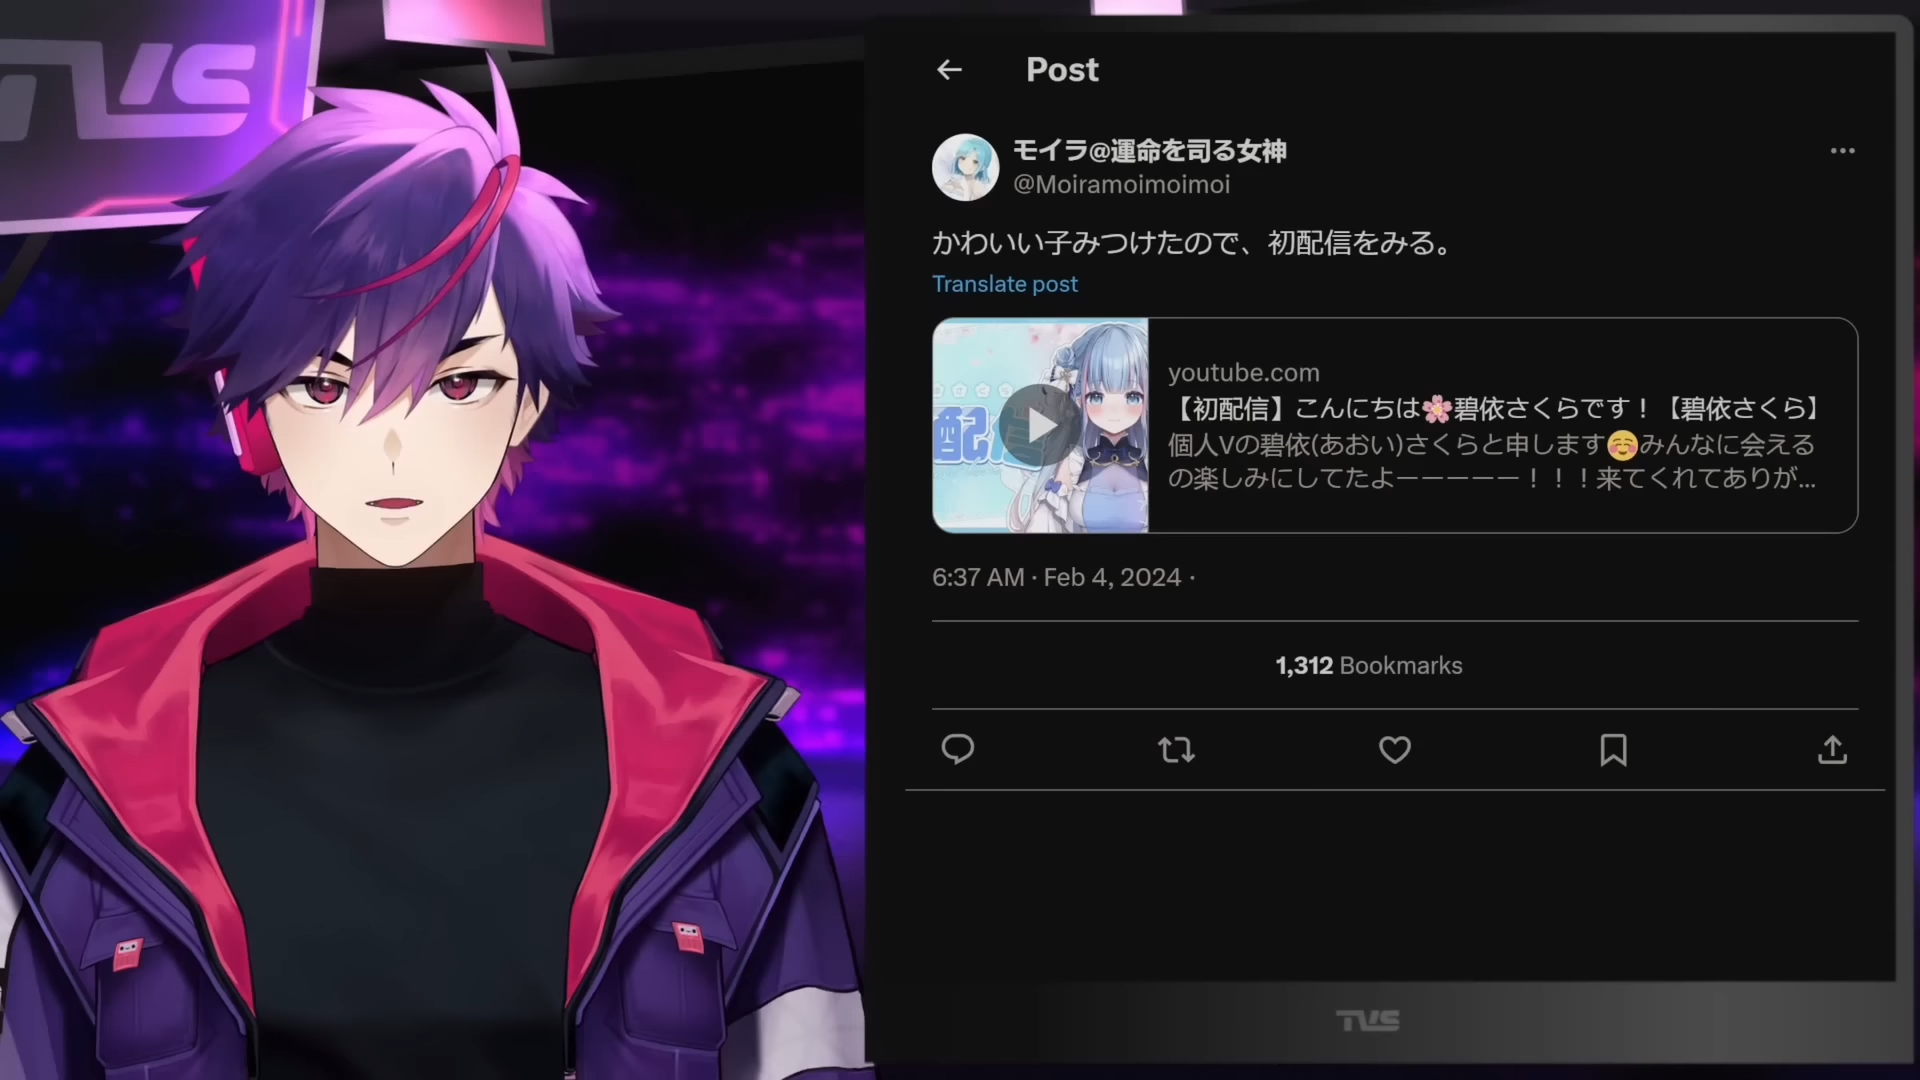 TVS
Post
モイラ@運命を司る女神
@Moiramoimoimoi
かわいい子みつけたので、初配信をみる。
Translate post
配信
youtube.com
【初配信】こんにちは🌸碧依さくらです！【碧依さくら】
個人Vの碧依(あおい)さくらと申します☺️みんなに会える
の楽しみにしてたよーーーーー！！！来てくれてありが...
6:37 AM · Feb 4, 2024 ·
1,312 Bookmarks
TVS